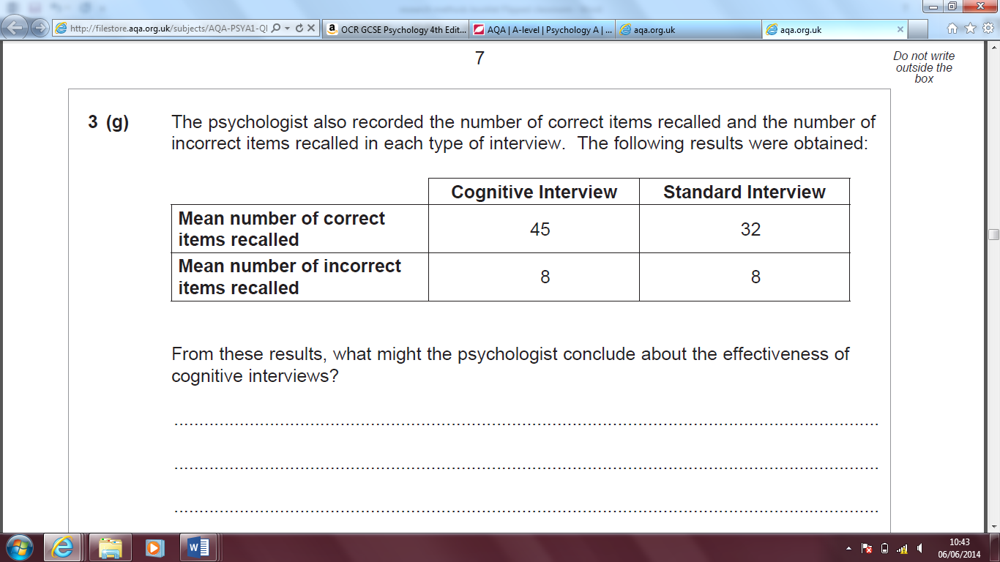 http://filestore.aqa.org.uk/subjects/AQA-PSYA1-QI
OCR GCSE Psychology 4th Edit...
AQA | A-level | Psychology A | ...
aqa.org.uk
aqa.org.uk
7
Do not write
outside the
box
3 (g)
The psychologist also recorded the number of correct items recalled and the number of
incorrect items recalled in each type of interview. The following results were obtained:
Cognitive Interview Standard Interview
Mean number of correct
items recalled
45 32
Mean number of incorrect
items recalled
8 8
From these results, what might the psychologist conclude about the effectiveness of
cognitive interviews?
10:43
06/06/2014